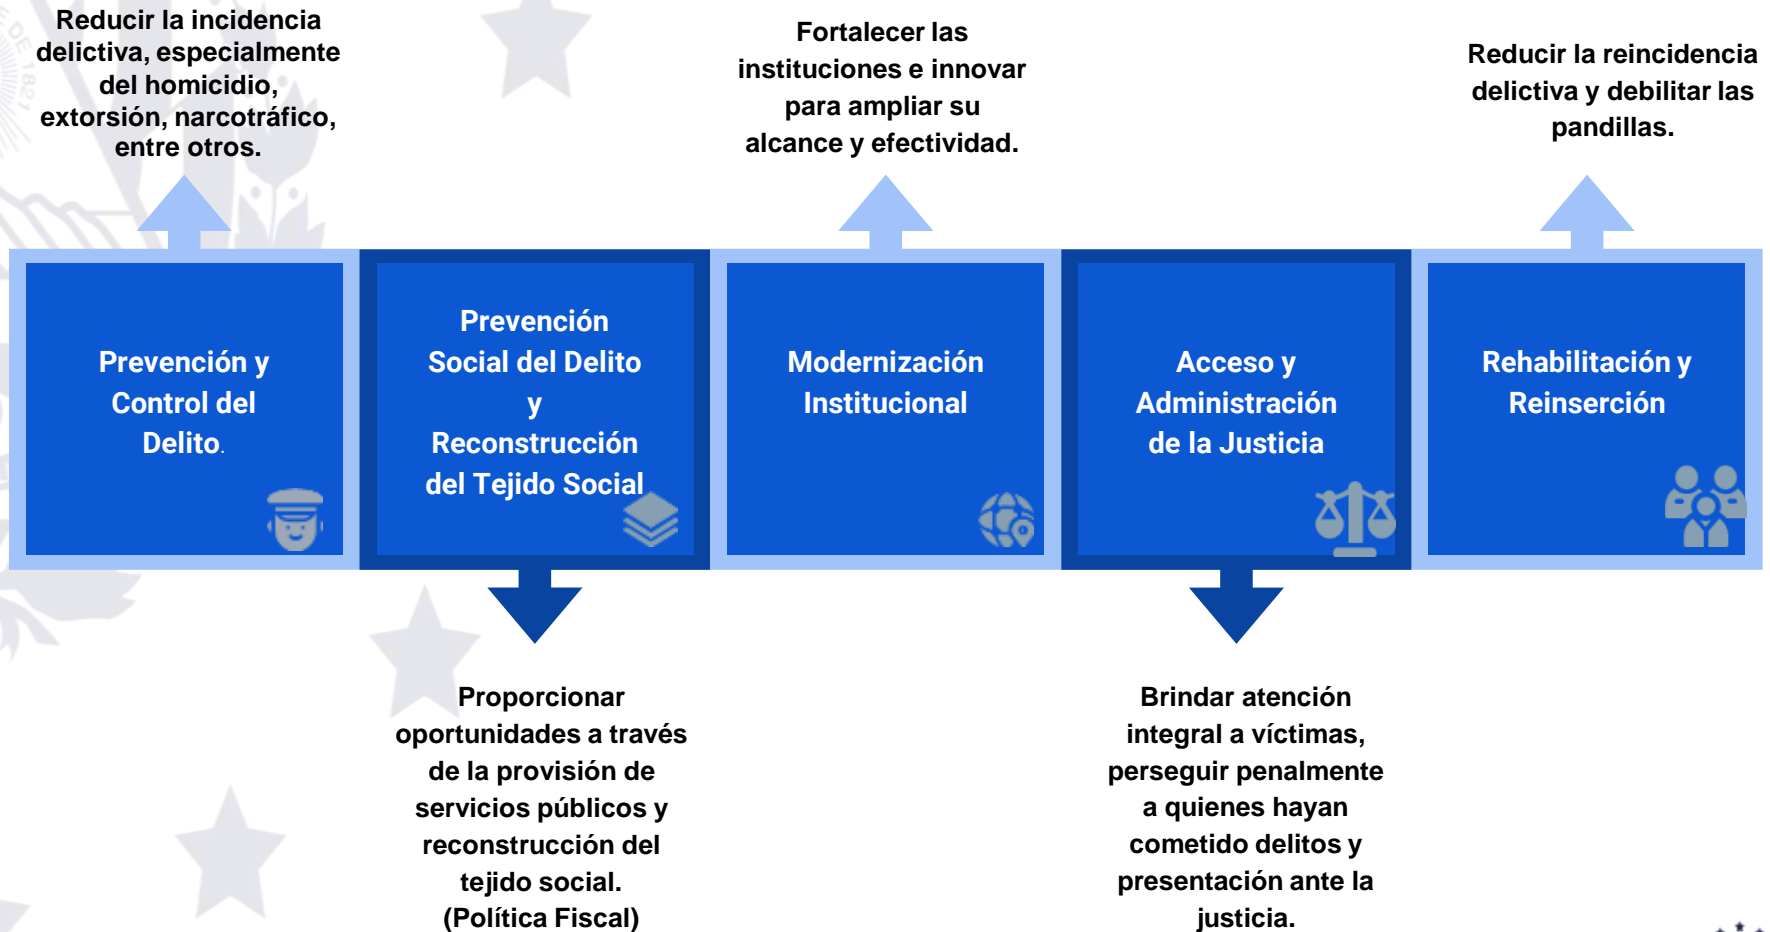 Reducir la incidencia
delictiva, especialmente
del homicidio,
extorsión, narcotráfico,
entre otros.
Fortalecer las
instituciones e innovar
para ampliar su
alcance y efectividad.
Reducir la reincidencia
delictiva y debilitar las
pandillas.
Prevención y
Control del
Delito.
Prevención
Social del Delito
y
Reconstrucción
del Tejido Social
Modernización
Institucional
Acceso y
Administración
de la Justicia
Rehabilitación y
Reinserción
Proporcionar
oportunidades a través
de la provisión de
servicios públicos y
reconstrucción del
tejido social.
(Política Fiscal)
Brindar atención
integral a víctimas,
perseguir penalmente
a quienes hayan
cometido delitos y
presentación ante la
justicia.
DE 1821